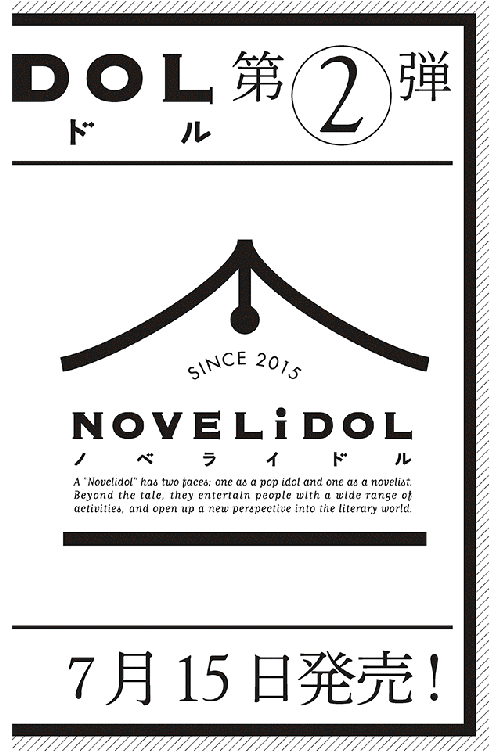 DOL 第2弾
ドル
SINCE 2015
NOVELiDOL
ノベライドル
A "Novelidol" has two faces: one as a pop idol and one as a novelist.
Beyond the tale, they entertain people with a wide range of
activities, and open up a new perspective into the literary world.
7月15日発売!